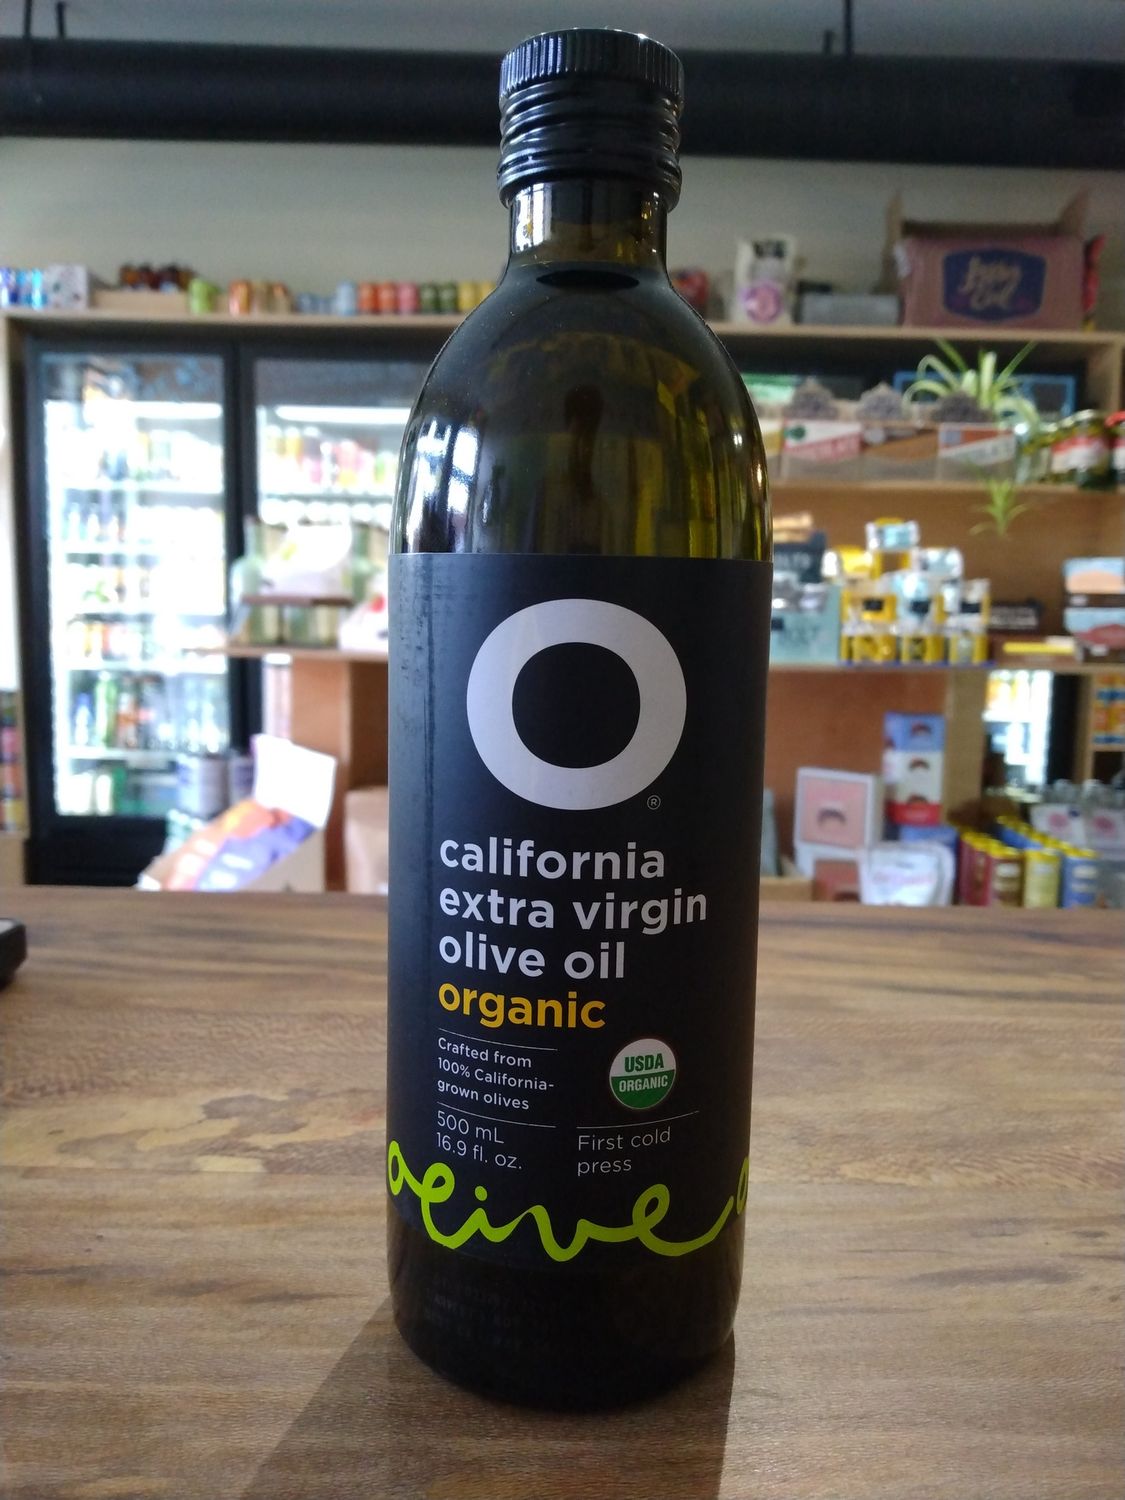 O
®
california
extra virgin
olive oil
organic
Crafted from
100% California-
grown olives
USDA
ORGANIC
500 mL
16.9 fl. oz.
First cold
press
olive o